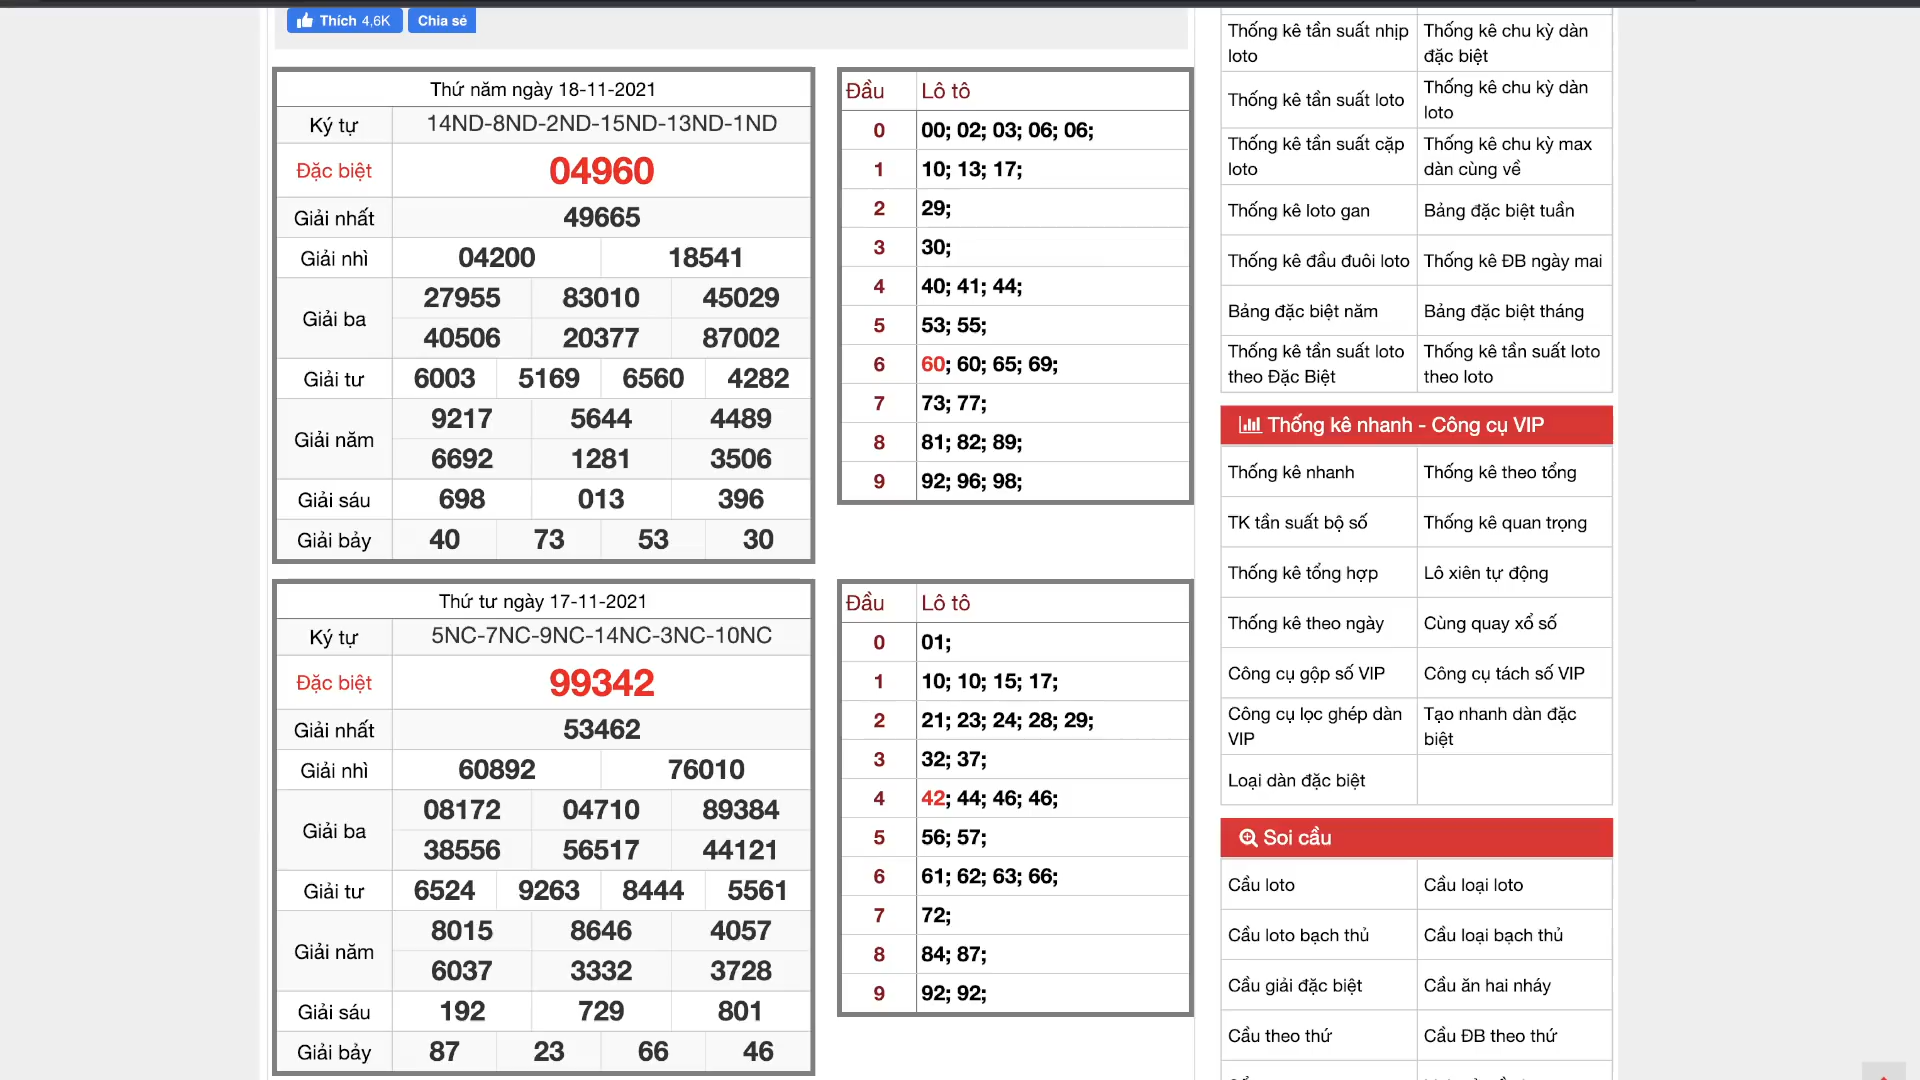 Thích 4,6K Chia sẻ
Thứ năm ngày 18-11-2021
Ký tự 14ND-8ND-2ND-15ND-13ND-1ND
Đặc biệt 04960
Giải nhất 49665
Giải nhì 04200 18541
Giải ba
27955 83010 45029
40506 20377 87002
Giải tư 6003 5169 6560 4282
Giải năm
9217 5644 4489
6692 1281 3506
Giải sáu 698 013 396
Giải bảy 40 73 53 30
Đầu Lô tô
0 00; 02; 03; 06; 06;
1 10; 13; 17;
2 29;
3 30;
4 40; 41; 44;
5 53; 55;
6 60; 60; 65; 69;
7 73; 77;
8 81; 82; 89;
9 92; 96; 98;
Thứ tư ngày 17-11-2021
Ký tự 5NC-7NC-9NC-14NC-3NC-10NC
Đặc biệt 99342
Giải nhất 53462
Giải nhì 60892 76010
Giải ba
08172 04710 89384
38556 56517 44121
Giải tư 6524 9263 8444 5561
Giải năm
8015 8646 4057
6037 3332 3728
Giải sáu 192 729 801
Giải bảy 87 23 66 46
Đầu Lô tô
0 01;
1 10; 10; 15; 17;
2 21; 23; 24; 28; 29;
3 32; 37;
4 42; 44; 46; 46;
5 56; 57;
6 61; 62; 63; 66;
7 72;
8 84; 87;
9 92; 92;
Thống kê tần suất nhịp
loto
Thống kê chu kỳ dàn
đặc biệt
Thống kê tần suất loto
Thống kê chu kỳ dàn
loto
Thống kê tần suất cặp
loto
Thống kê chu kỳ max
dàn cùng về
Thống kê loto gan
Bảng đặc biệt tuần
Thống kê đầu đuôi loto
Thống kê ĐB ngày mai
Bảng đặc biệt năm
Bảng đặc biệt tháng
Thống kê tần suất loto
theo Đặc Biệt
Thống kê tần suất loto
theo loto
Thống kê nhanh - Công cụ VIP
Thống kê nhanh
Thống kê theo tổng
TK tần suất bộ số
Thống kê quan trọng
Thống kê tổng hợp
Lô xiên tự động
Thống kê theo ngày
Cùng quay xổ số
Công cụ gộp số VIP
Công cụ tách số VIP
Công cụ lọc ghép dàn
VIP
Tạo nhanh dàn đặc
biệt
Loại dàn đặc biệt
Soi cầu
Cầu loto
Cầu loại loto
Cầu loto bạch thủ
Cầu loại bạch thủ
Cầu giải đặc biệt
Cầu ăn hai nháy
Cầu theo thứ
Cầu ĐB theo thứ